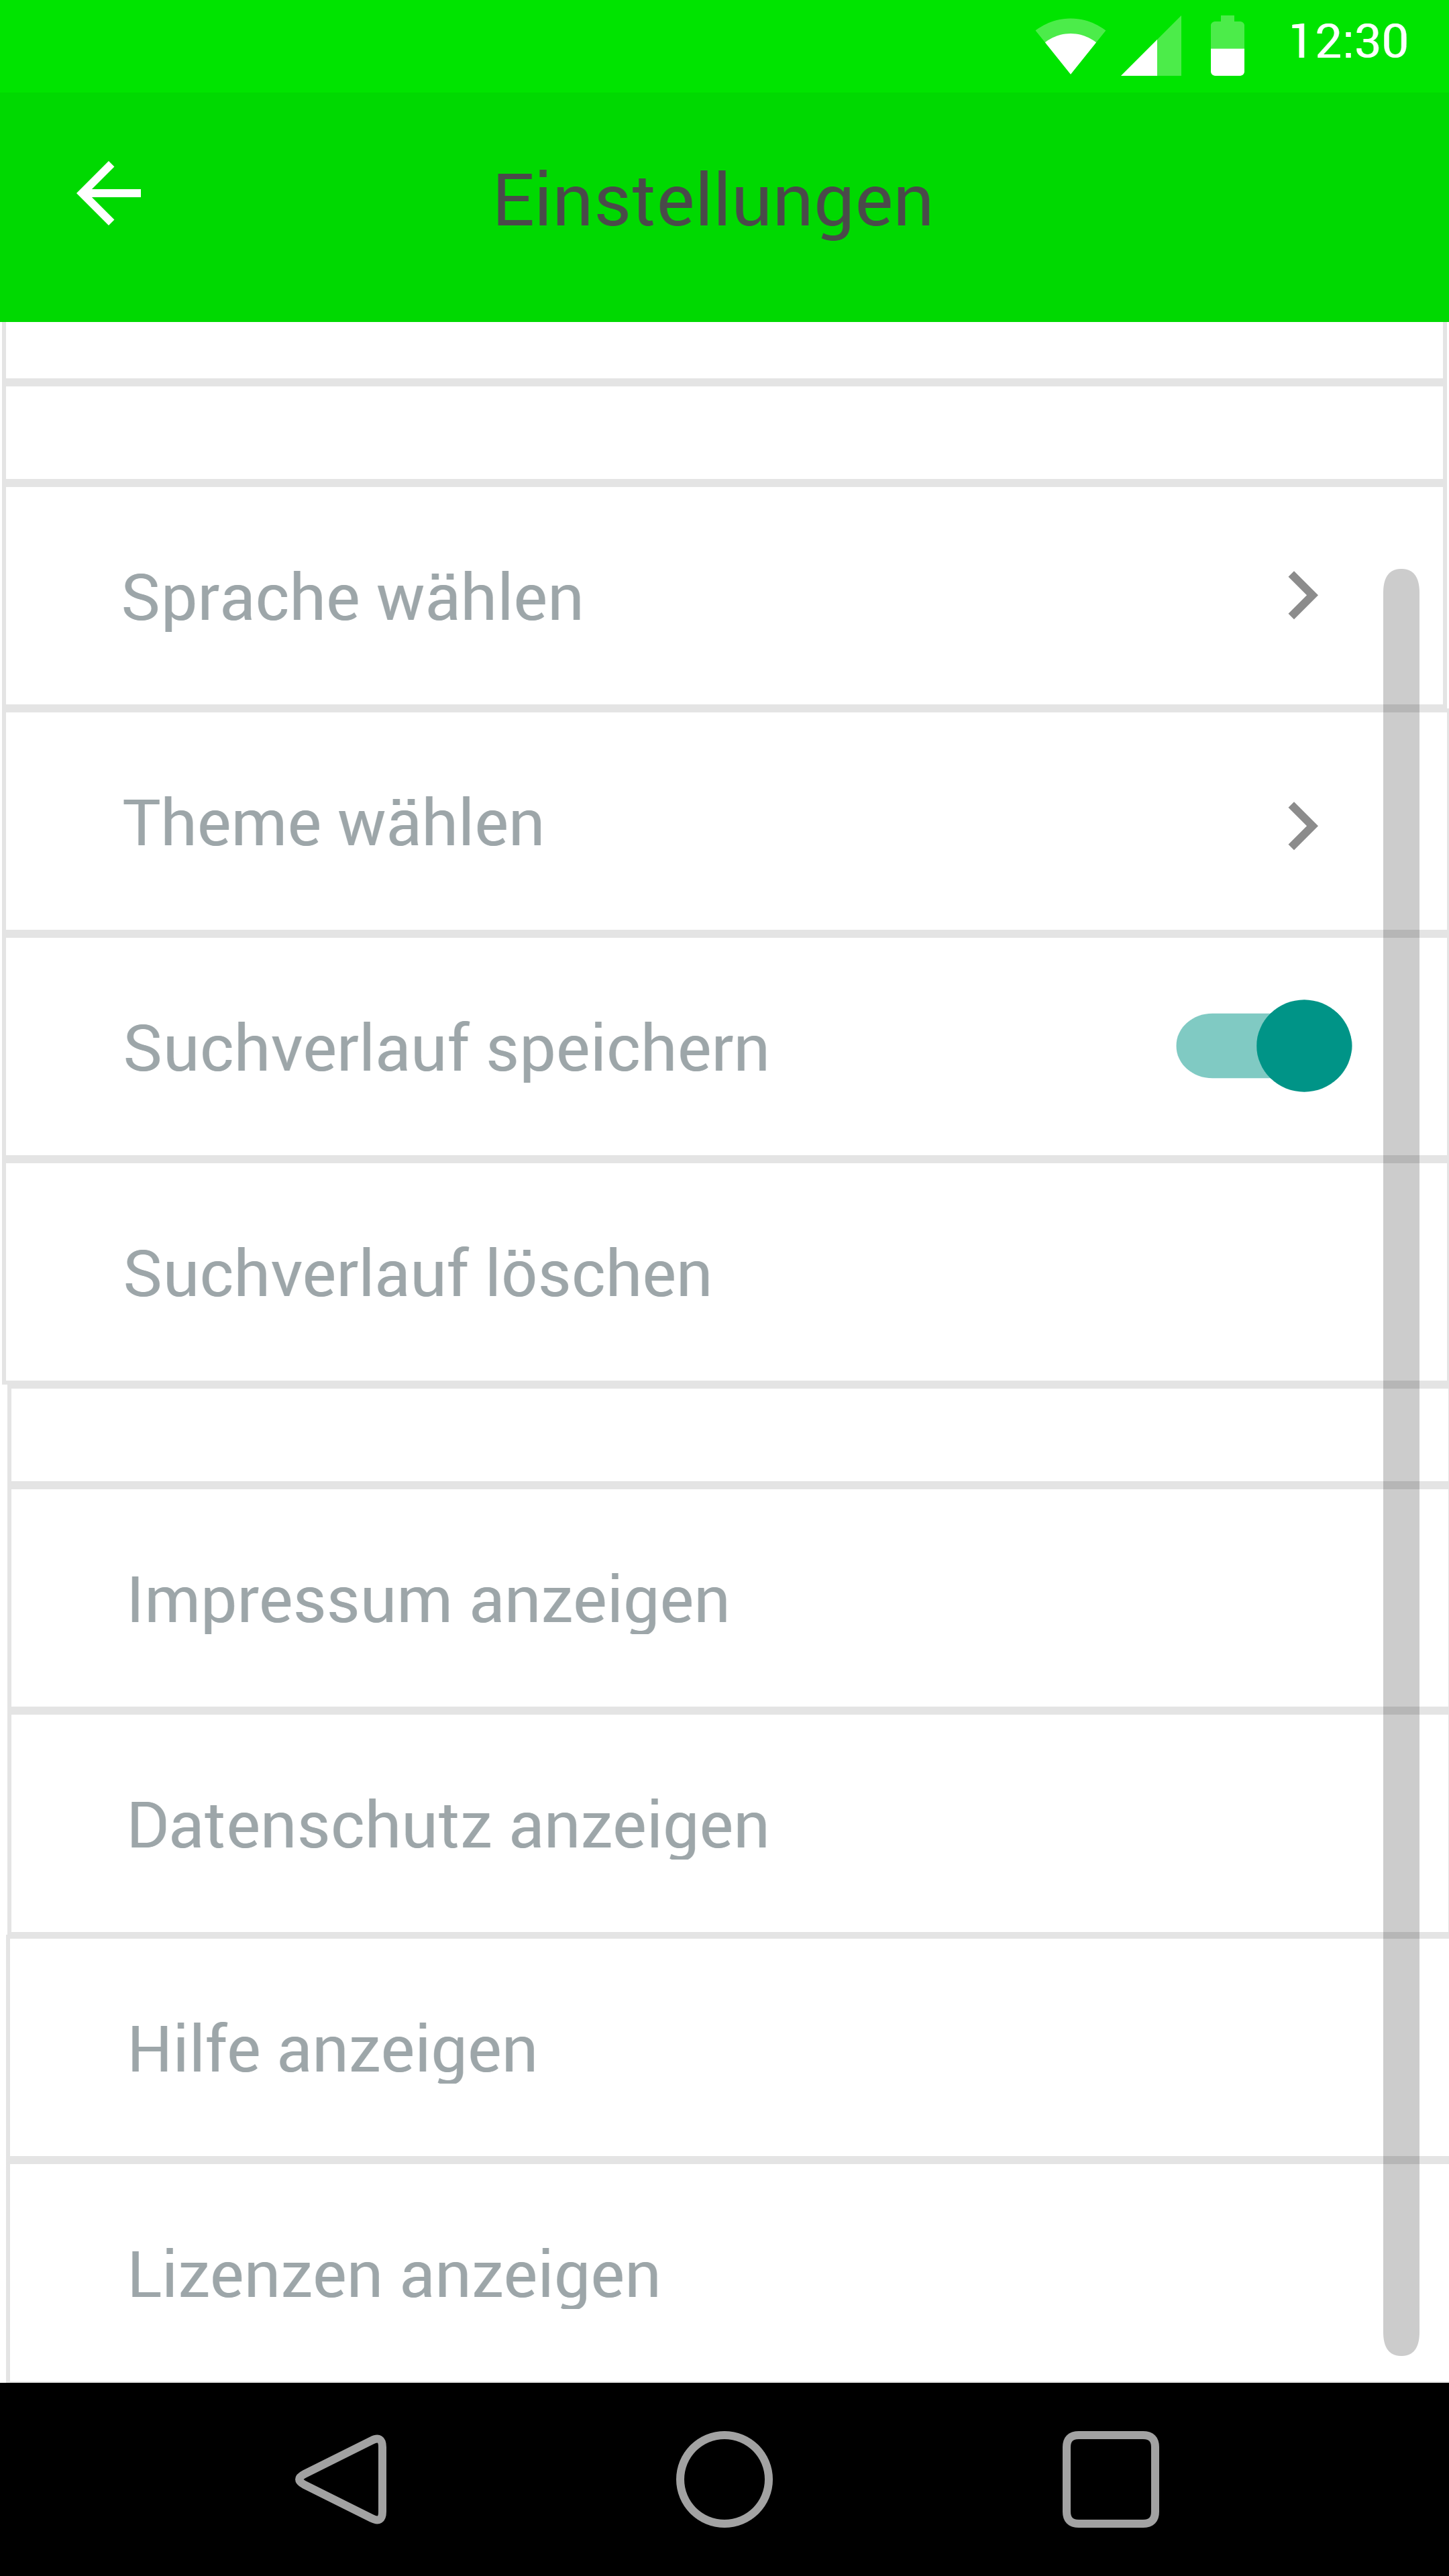 12:30
Einstellungen
Sprache wählen
Theme wählen
Suchverlauf speichern
Suchverlauf löschen
Impressum anzeigen
Datenschutz anzeigen
Hilfe anzeigen
Lizenzen anzeigen